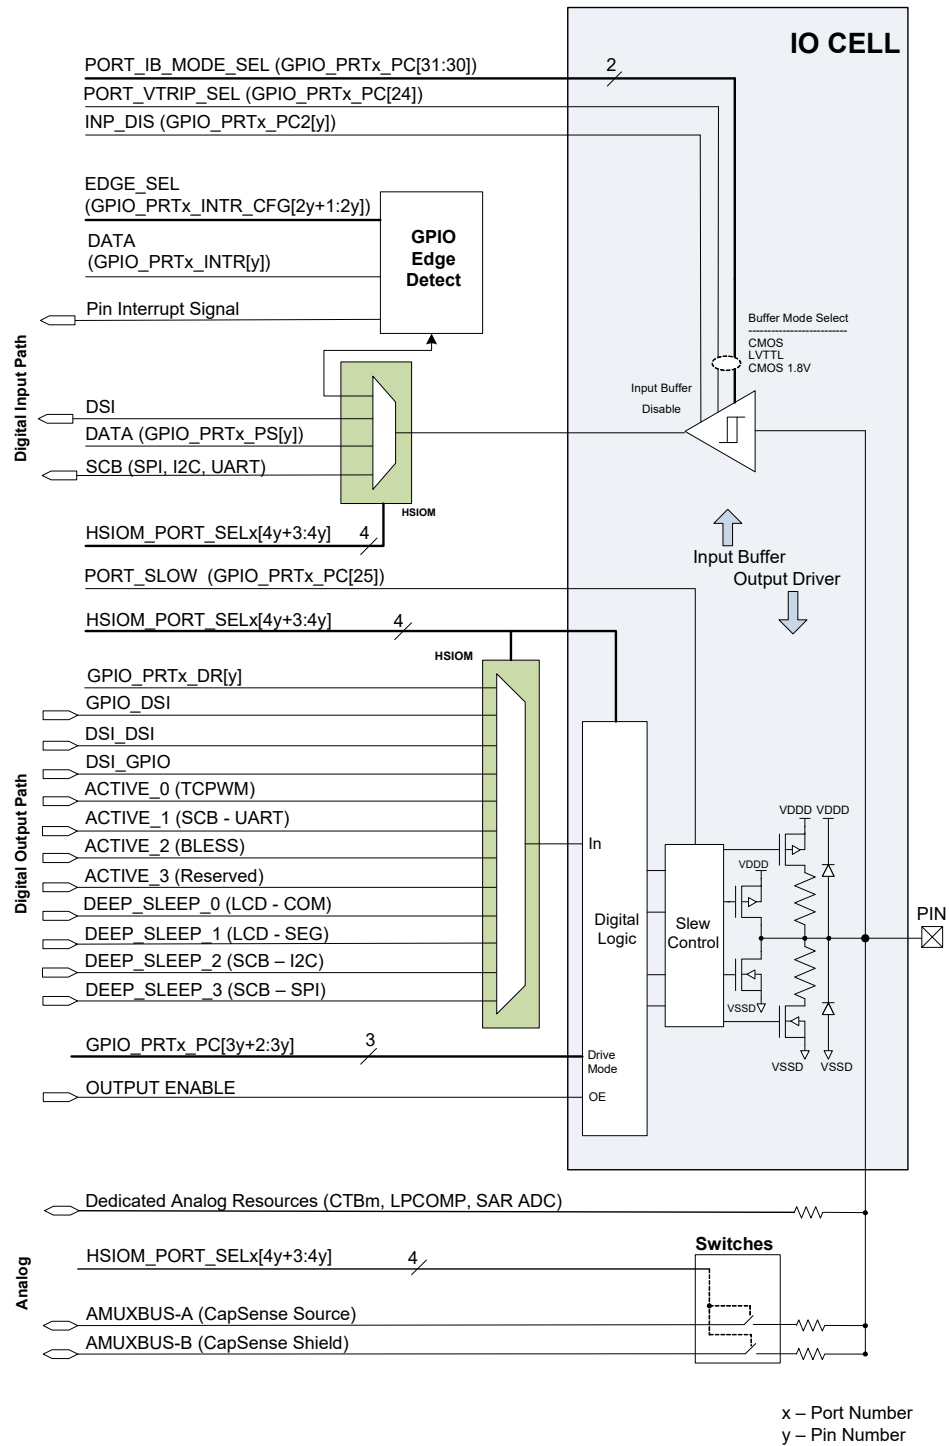 IO CELL
PORT_IB_MODE_SEL (GPIO_PRTx_PC[31:30])
2
PORT_VTRIP_SEL (GPIO_PRTx_PC[24])
INP_DIS (GPIO_PRTx_PC2[y])
EDGE_SEL
(GPIO_PRTx_INTR_CFG[2y+1:2y])
DATA
(GPIO_PRTx_INTR[y])
Pin Interrupt Signal
GPIO
Edge
Detect
Digital Input Path
DSI
DATA (GPIO_PRTx_PS[y])
SCB (SPI, I2C, UART)
HSIOM
HSIOM_PORT_SELx[4y+3:4y]
4
Buffer Mode Select
CMOS
LVTTL
CMOS 1.8V
Input Buffer
Disable
Input Buffer
Output Driver
PORT_SLOW (GPIO_PRTx_PC[25])
HSIOM_PORT_SELx[4y+3:4y]
4
HSIOM
Digital Output Path
GPIO_PRTx_DR[y]
GPIO_DSI
DSI_DSI
DSI_GPIO
ACTIVE_0 (TCPWM)
ACTIVE_1 (SCB - UART)
ACTIVE_2 (BLESS)
ACTIVE_3 (Reserved)
DEEP_SLEEP_0 (LCD - COM)
DEEP_SLEEP_1 (LCD - SEG)
DEEP_SLEEP_2 (SCB – I2C)
DEEP_SLEEP_3 (SCB – SPI)
GPIO_PRTx_PC[3y+2:3y]
3
OUTPUT ENABLE
In
Digital
Logic
Drive
Mode
OE
Slew
Control
VDDD
VDDD
VDDD
VSSD
VSSD
VSSD
PIN
Dedicated Analog Resources (CTBm, LPCOMP, SAR ADC)
Analog
HSIOM_PORT_SELx[4y+3:4y]
4
Switches
AMUXBUS-A (CapSense Source)
AMUXBUS-B (CapSense Shield)
x – Port Number
y – Pin Number